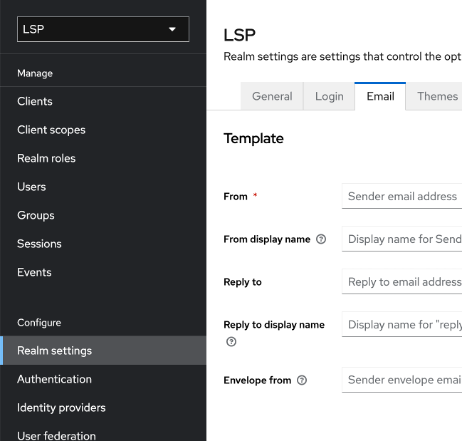 LSP
Manage
Clients
Client scopes
Realm roles
Users
Groups
Sessions
Events
Configure
Realm settings
Authentication
Identity providers
User federation
LSP
Realm settings are settings that control the opt
General Login Email Themes
Template
From * Sender email address
From display name Display name for Send
Reply to Reply to email address
Reply to display name Display name for "reply
Envelope from Sender envelope emai